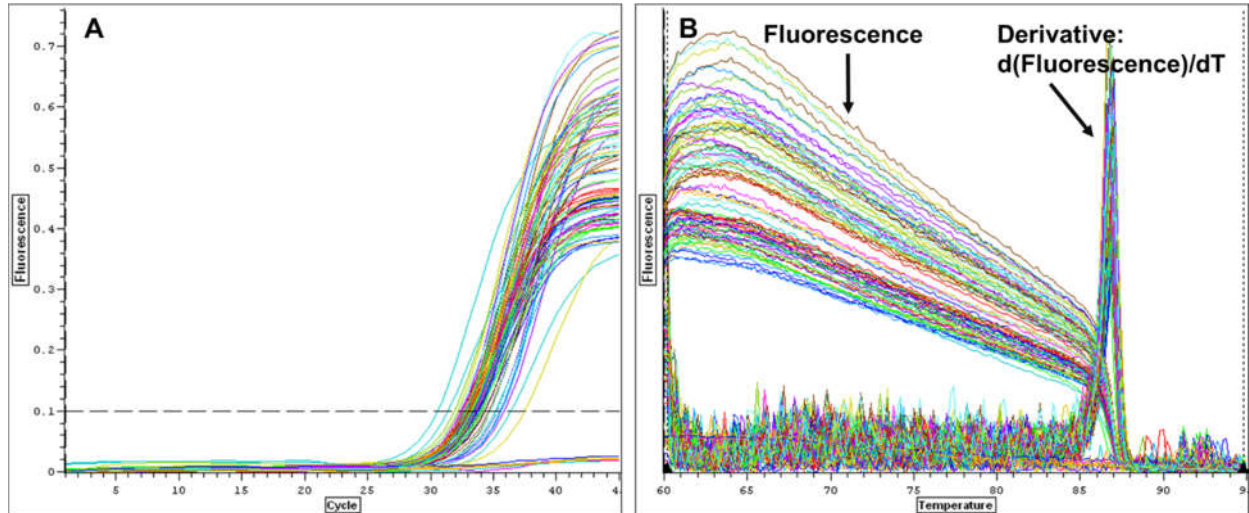 A
0.7
0.6
0.5
0.4
0.3
0.2
0.1
0
Fluorescence
5 10 15 20 25 30 35 40 4
Cycle
B
Fluorescence
Derivative:
d(Fluorescence)/dT
Fluorescence
60 65 70 75 80 85 90 9
Temperature